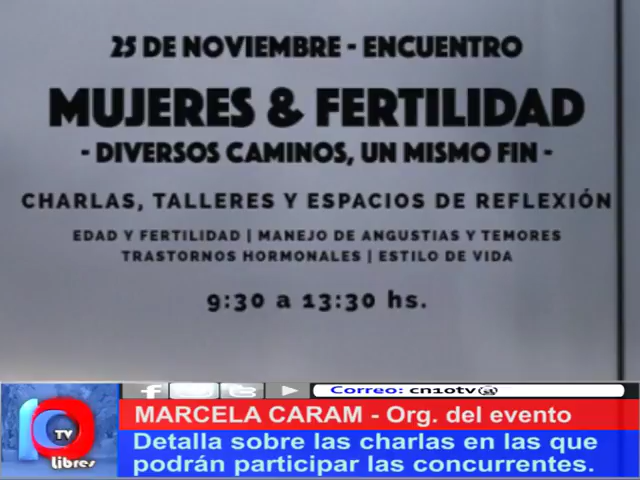 25 DE NOVIEMBRE - ENCUENTRO
MUJERES & FERTILIDAD
- DIVERSOS CAMINOS, UN MISMO FIN -
CHARLAS, TALLERES Y ESPACIOS DE REFLEXIÓN
EDAD Y FERTILIDAD | MANEJO DE ANGUSTIAS Y TEMORES
TRASTORNOS HORMONALES | ESTILO DE VIDA
9:30 a 13:30 hs.
Correo: cn10tv@
MARCELA CARAM - Org. del evento
Detalla sobre las charlas en las que
podrán participar las concurrentes.
10
TV
libres